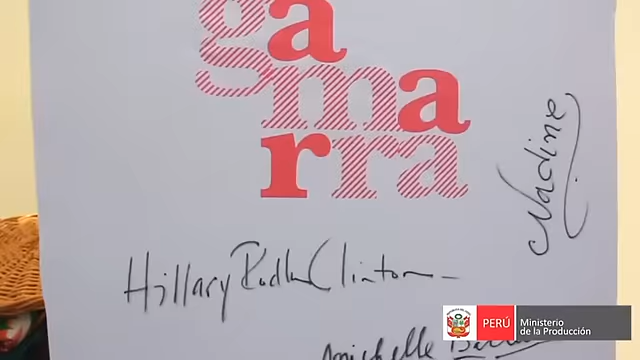 ga
ma
rra
Nadine
Hillary Rodham Clinton
Michelle
PERÚ
Ministerio
de la Producción